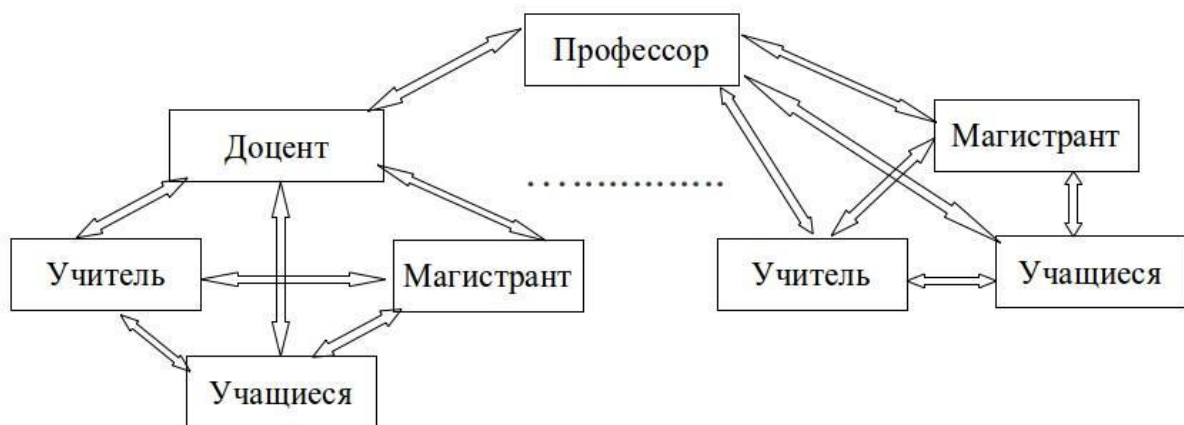 Профессор
Доцент
Магистрант
....................
Учитель
Магистрант
Учитель
Учащиеся
Учащиеся